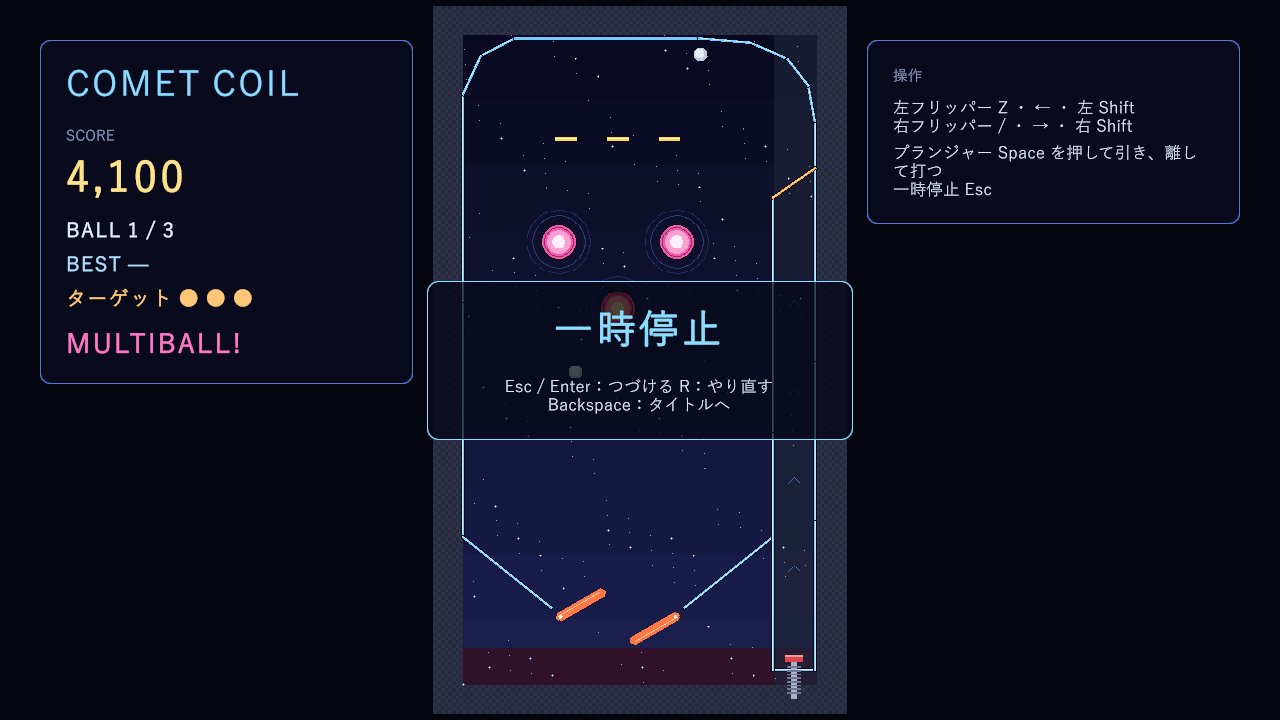 COMET COIL
SCORE
4,100
BALL 1 / 3
BEST —
ターゲット ●●●
MULTIBALL!
一時停止
Esc / Enter：つづける R：やり直す
Backspace：タイトルへ
操作
左フリッパー Z ・ ← ・ 左 Shift
右フリッパー / ・ → ・ 右 Shift
プランジャー Space を押して引き、離し
て打つ
一時停止 Esc